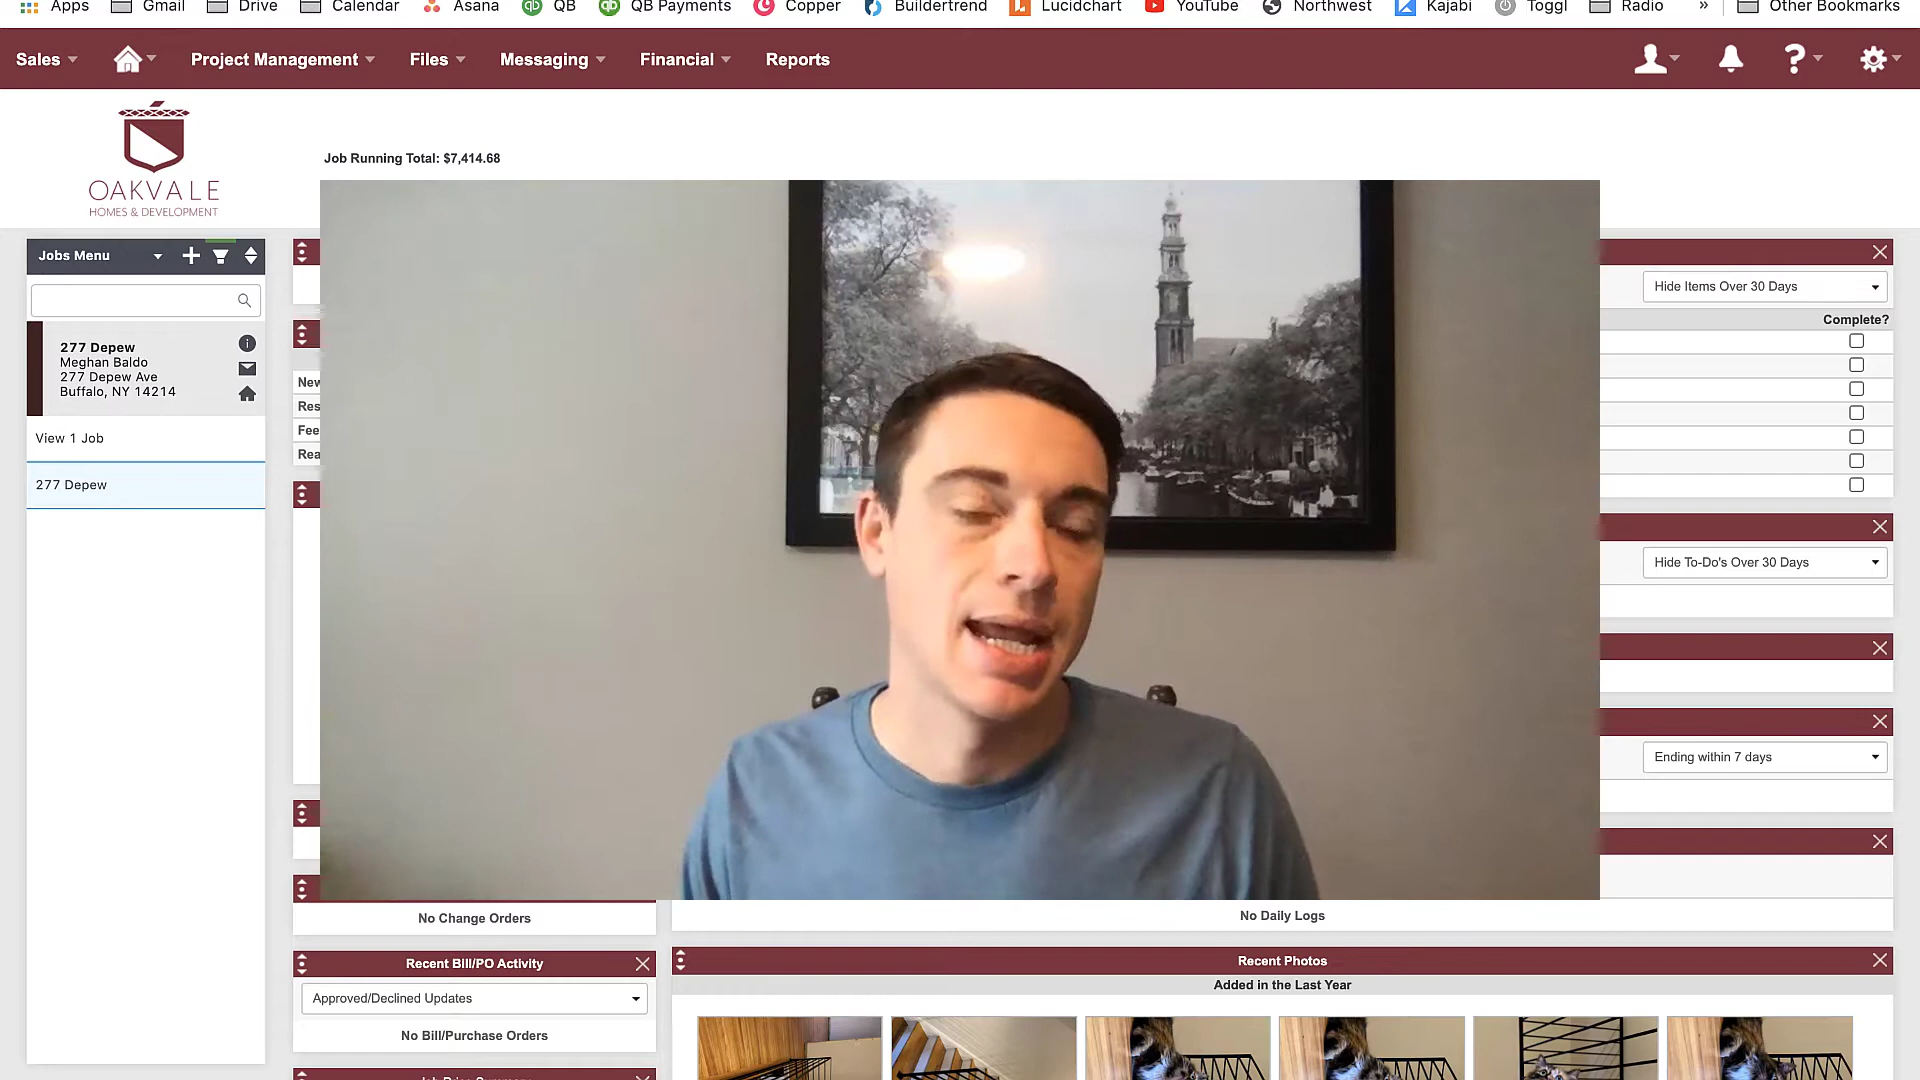 Apps Gmail Drive Calendar Asana QB QB Payments Copper Buildertrend Lucidchart YouTube Northwest Kajabi Toggl Radio » Other Bookmarks
Sales Project Management Files Messaging Financial Reports
OAKVALE
HOMES & DEVELOPMENT
Job Running Total: $7,414.68
Jobs Menu
277 Depew
Meghan Baldo
277 Depew Ave
Buffalo, NY 14214
View 1 Job
277 Depew
New
Res
Fee
Rea
Hide Items Over 30 Days
Complete?
Hide To-Do's Over 30 Days
Ending within 7 days
No Change Orders
Recent Bill/PO Activity
Approved/Declined Updates
No Bill/Purchase Orders
No Daily Logs
Recent Photos
Added in the Last Year